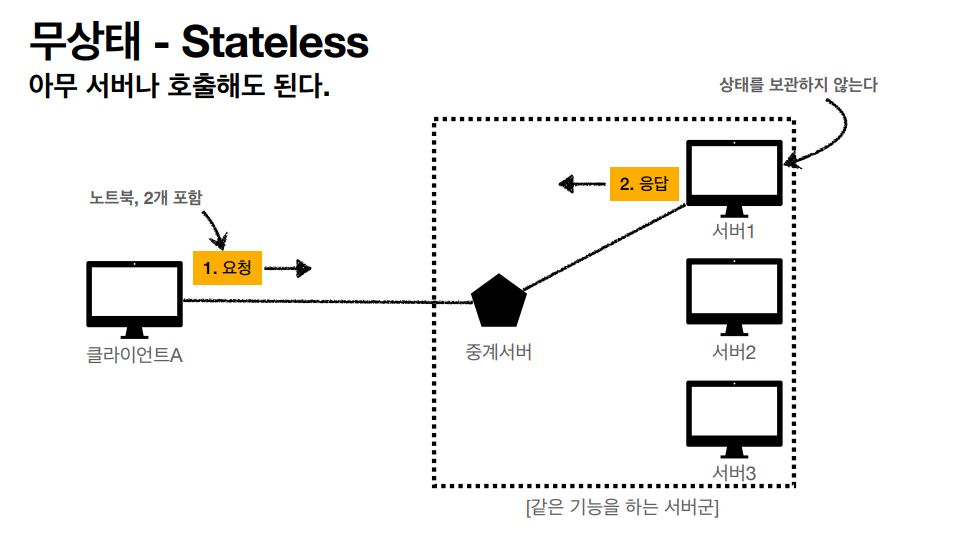 무상태 - Stateless
아무 서버나 호출해도 된다.
상태를 보관하지 않는다
노트북, 2개 포함
1. 요청
2. 응답
클라이언트A
중계서버
서버1
서버2
서버3
[같은 기능을 하는 서버군]